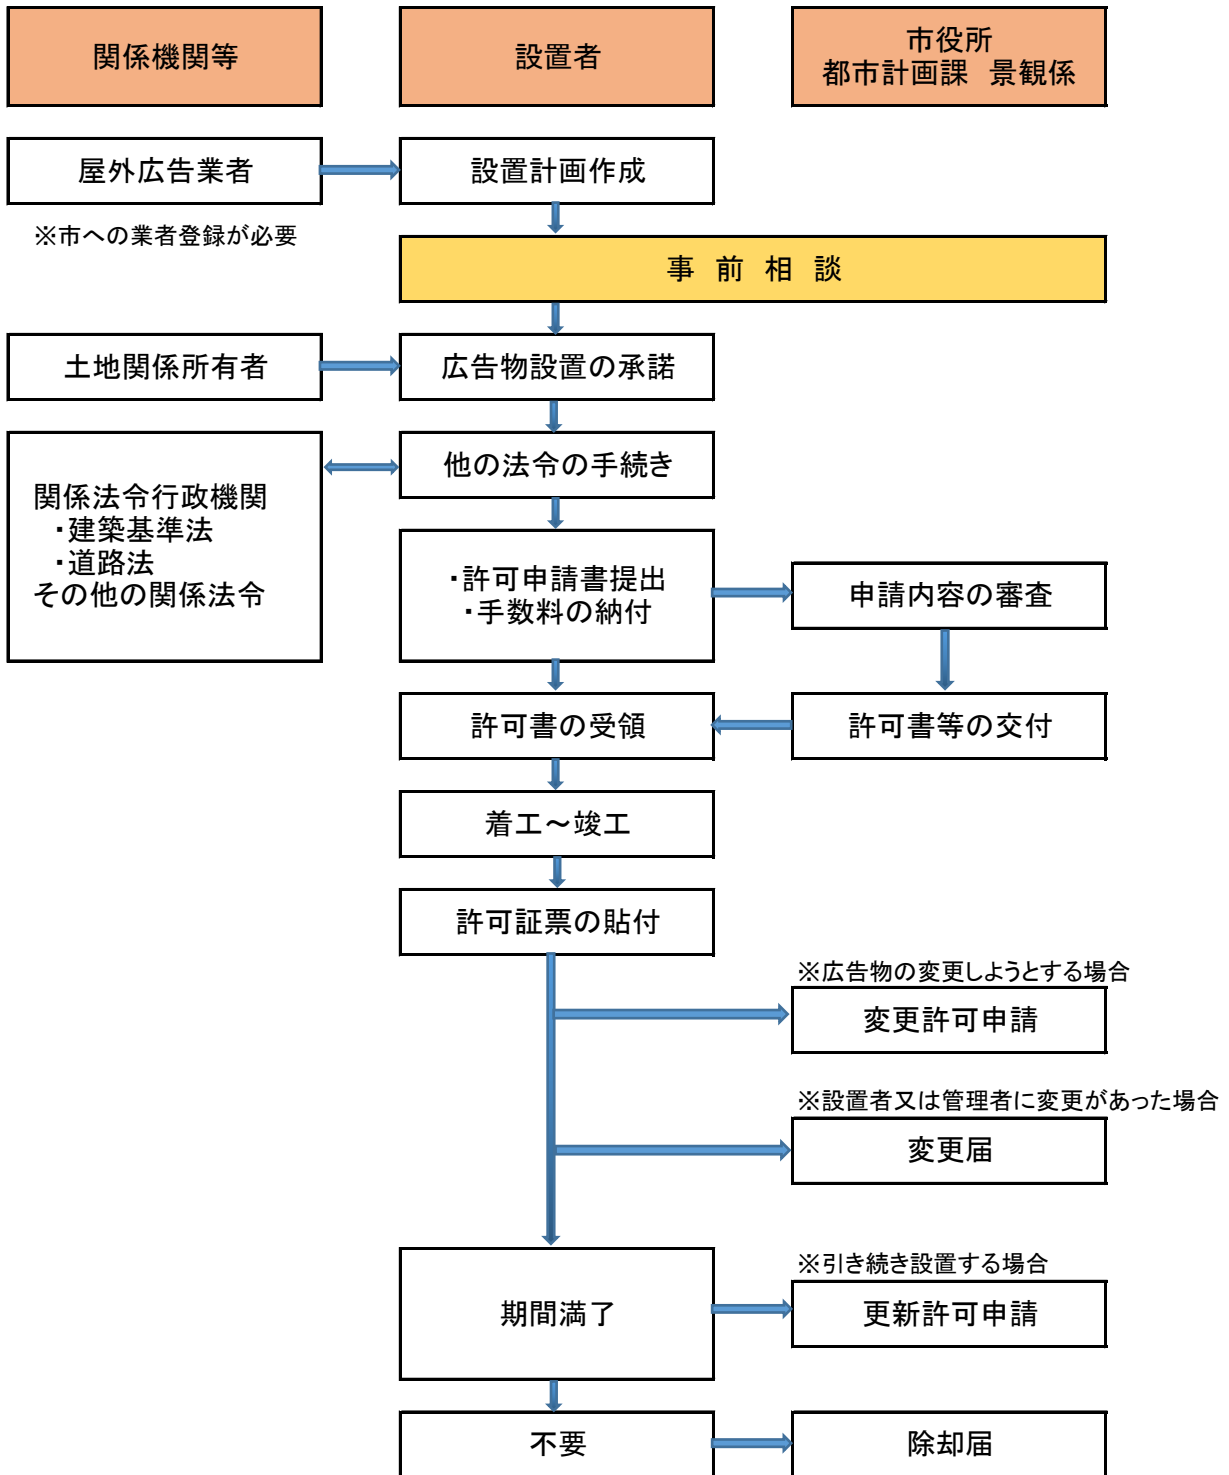 関係機関等
設置者
市役所
都市計画課　景観係
屋外広告業者
設置計画作成
※市への業者登録が必要
事　前　相　談
土地関係所有者
広告物設置の承諾
他の法令の手続き
関係法令行政機関
・建築基準法
・道路法
その他の関係法令
・許可申請書提出
・手数料の納付
申請内容の審査
許可書の受領
許可書等の交付
着工～竣工
許可証票の貼付
※広告物の変更しようとする場合
変更許可申請
※設置者又は管理者に変更があった場合
変更届
期間満了
※引き続き設置する場合
更新許可申請
不要
除却届